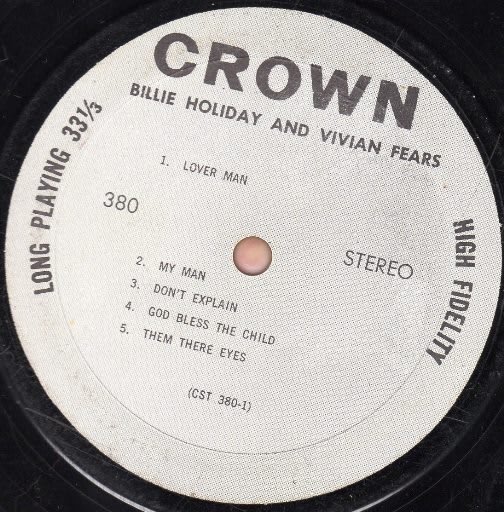 CROWN
BILLIE HOLIDAY AND VIVIAN FEARS
LONG PLAYING 33⅓
1. LOVER MAN
380
STEREO
HIGH FIDELITY
2. MY MAN
3. DON'T EXPLAIN
4. GOD BLESS THE CHILD
5. THEM THERE EYES
(CST 380-1)